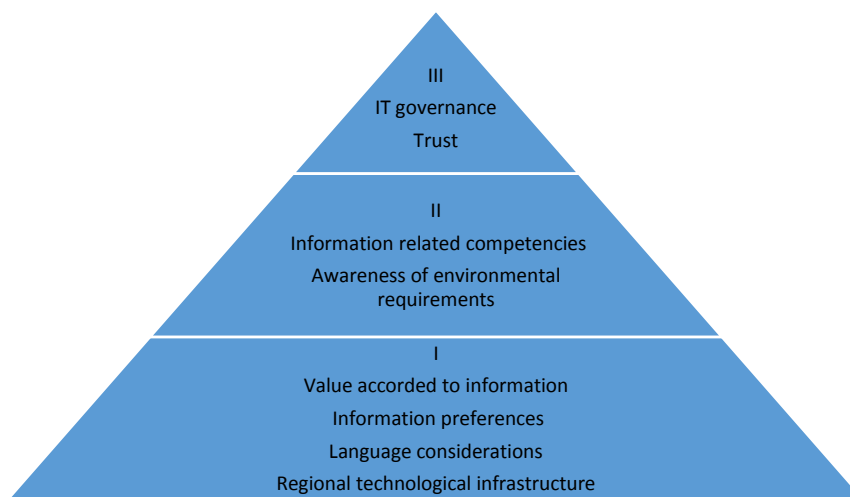 III
IT governance
Trust
II
Information related competencies
Awareness of environmental
requirements
I
Value accorded to information
Information preferences
Language considerations
Regional technological infrastructure